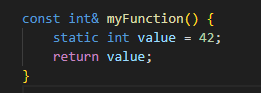 const int& myFunction() {
    static int value = 42;
    return value;
}